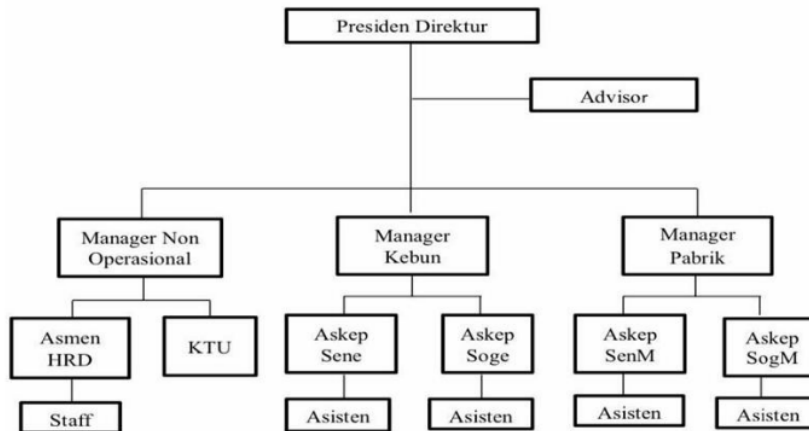 Presiden Direktur
Advisor
Manager Non
Operasional
Manager
Kebun
Manager
Pabrik
Asmen
HRD
KTU
Askep
Sene
Askep
Soge
Askep
SenM
Askep
SogM
Staff
Asisten
Asisten
Asisten
Asisten